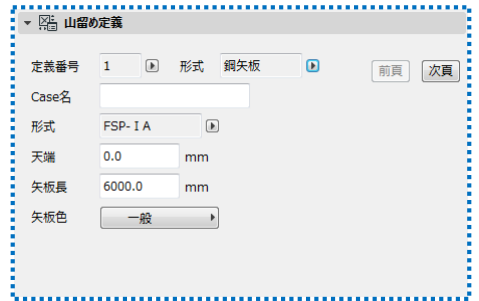 山留め定義
定義番号 1 形式 鋼矢板 前頁 次頁
Case名
形式 FSP-ⅠA
天端 0.0 mm
矢板長 6000.0 mm
矢板色 一般